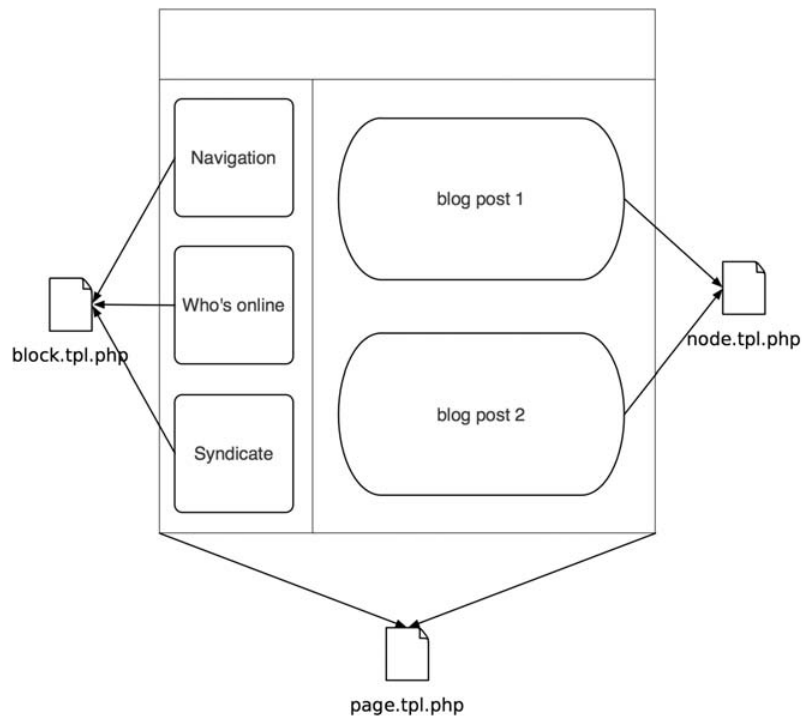 Navigation
blog post 1
Who's online
node.tpl.php
block.tpl.php
blog post 2
Syndicate
page.tpl.php